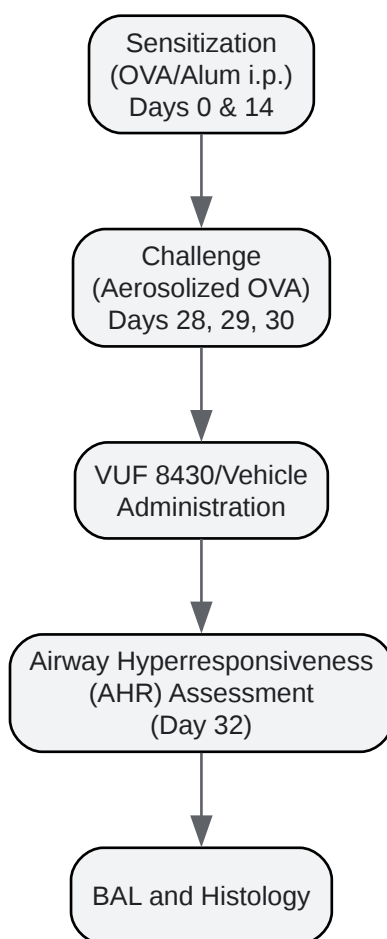 Sensitization
(OVA/Alum i.p.)
Days 0 & 14
Challenge
(Aerosolized OVA)
Days 28, 29, 30
VUF 8430/Vehicle
Administration
Airway Hyperresponsiveness
(AHR) Assessment
(Day 32)
BAL and Histology